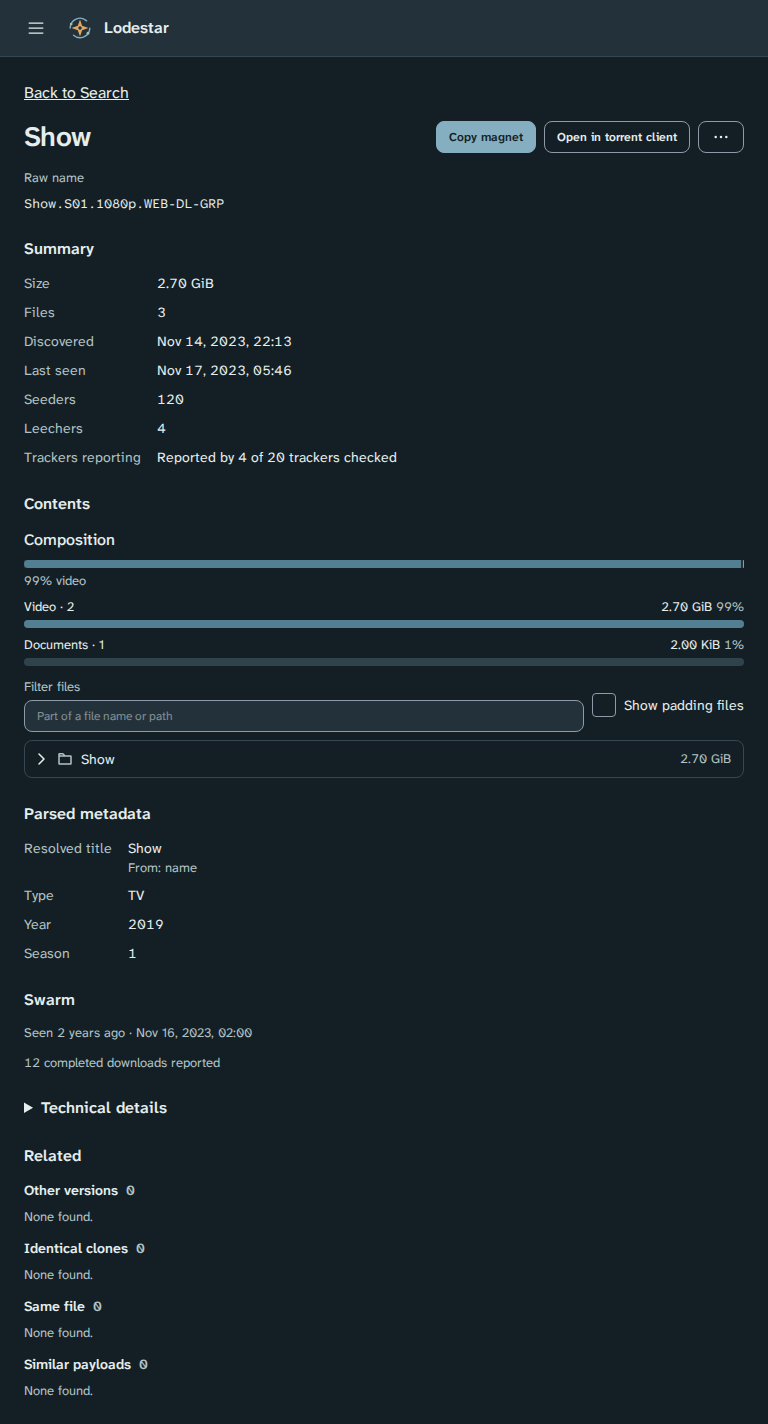 Lodestar
Back to Search
Show
Copy magnet
Open in torrent client
...
Raw name
Show.S01.1080p.WEB-DL-GRP
Summary
Size 2.70 GiB
Files 3
Discovered Nov 14, 2023, 22:13
Last seen Nov 17, 2023, 05:46
Seeders 120
Leechers 4
Trackers reporting Reported by 4 of 20 trackers checked
Contents
Composition
99% video
Video · 2 2.70 GiB 99%
Documents · 1 2.00 KiB 1%
Filter files
Part of a file name or path
Show padding files
Show 2.70 GiB
Parsed metadata
Resolved title Show
From: name
Type TV
Year 2019
Season 1
Swarm
Seen 2 years ago · Nov 16, 2023, 02:00
12 completed downloads reported
Technical details
Related
Other versions 0
None found.
Identical clones 0
None found.
Same file 0
None found.
Similar payloads 0
None found.